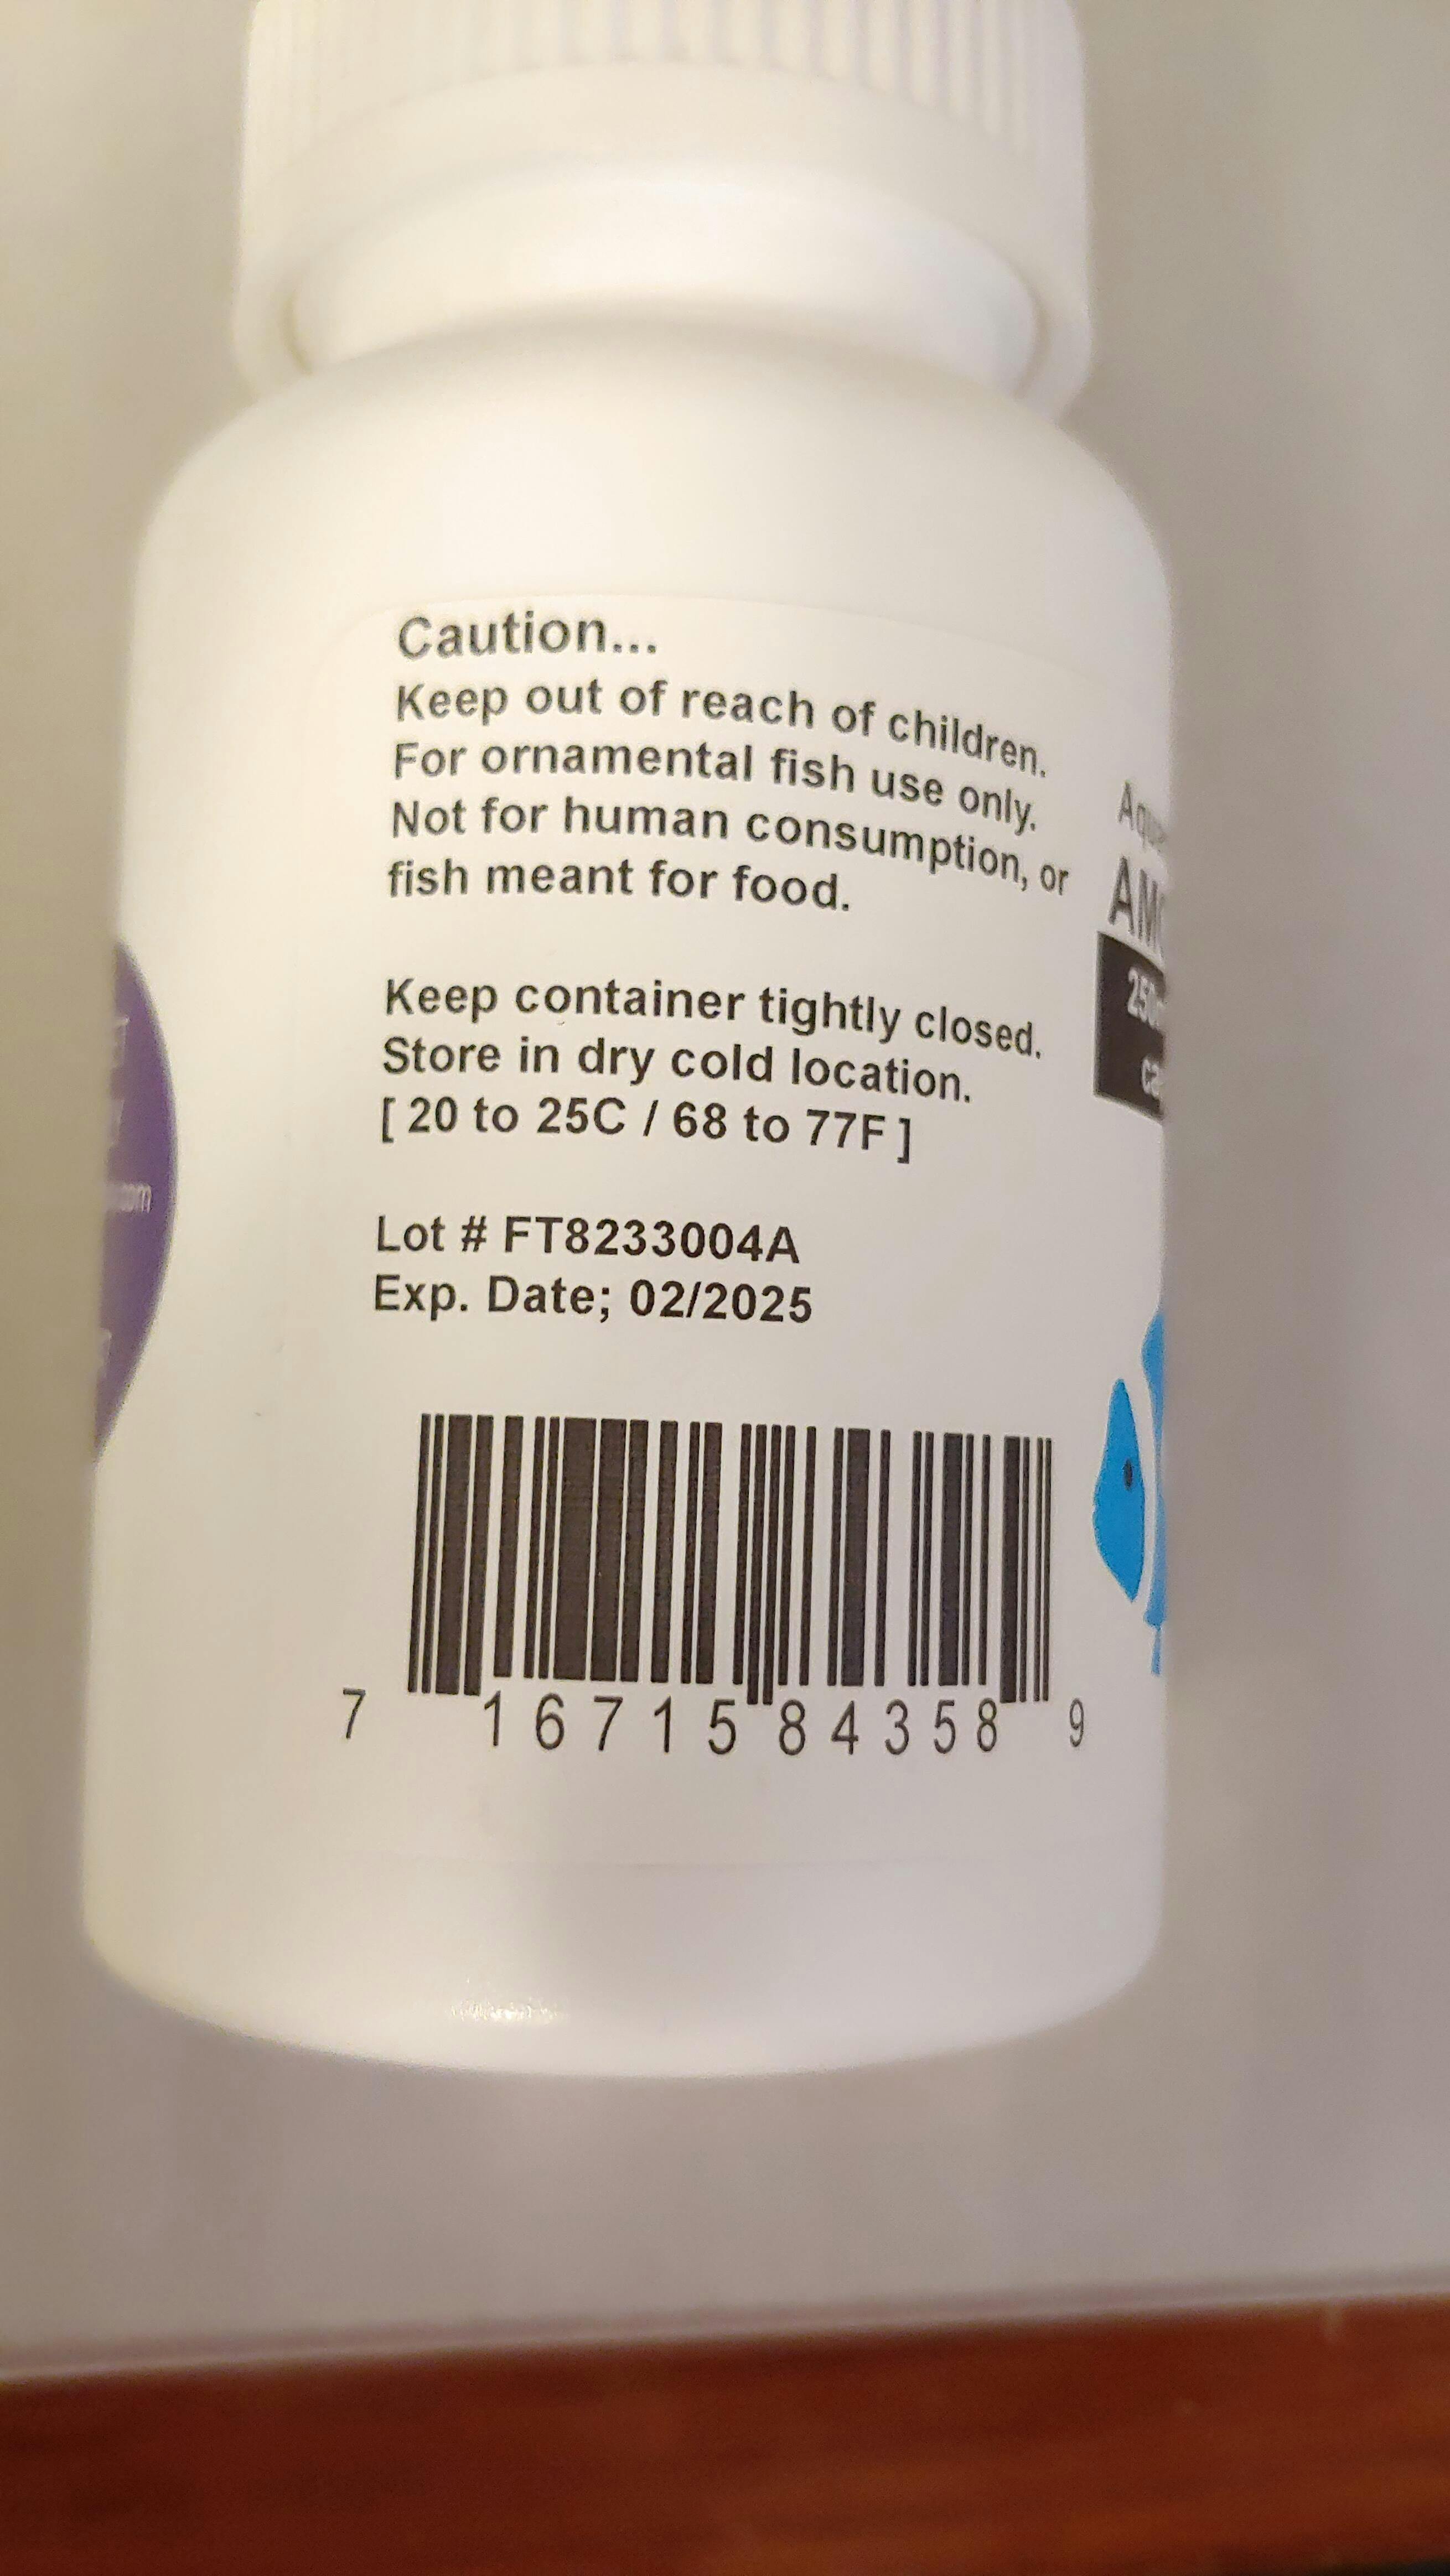 Caution...
Keep out of reach of children.
For ornamental fish use only.
Not for human consumption, or
fish meant for food.
Keep container tightly closed.
Store in dry cold location.
[ 20 to 25C / 68 to 77F ]
Lot # FT8233004A
Exp. Date; 02/2025
7 16715 84358 9